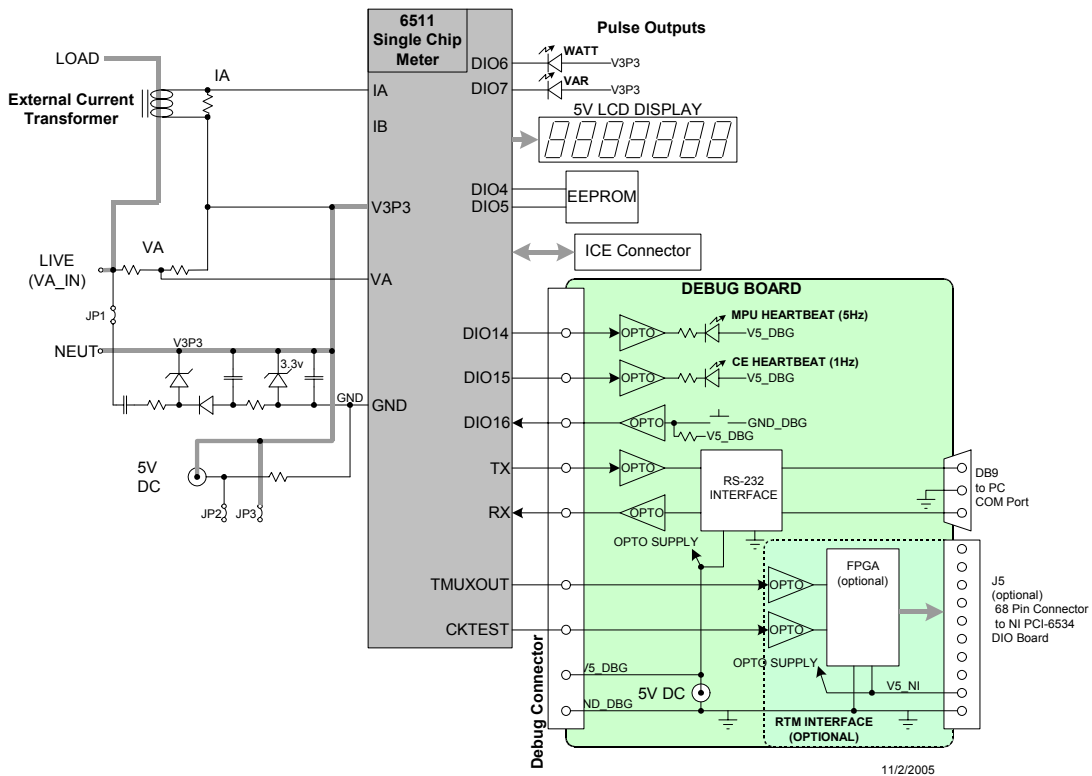 6511
Single Chip
Meter
Pulse Outputs
LOAD
External Current
Transformer
IA
IA
IB
DIO6
WATT
V3P3
DIO7
VAR
V3P3
5V LCD DISPLAY
DIO4
DIO5
EEPROM
V3P3
ICE Connector
LIVE
(VA_IN)
VA
VA
JP1
NEUT
V3P3
3.3v
GND
GND
5V
DC
JP2
JP3
DEBUG BOARD
DIO14
OPTO
MPU HEARTBEAT (5Hz)
V5_DBG
DIO15
OPTO
CE HEARTBEAT (1Hz)
V5_DBG
DIO16
OPTO
GND_DBG
V5_DBG
TX
OPTO
RS-232
INTERFACE
DB9
to PC
COM Port
RX
OPTO
OPTO SUPPLY
TMUXOUT
OPTO
FPGA
(optional)
J5
(optional)
68 Pin Connector
to NI PCI-6534
DIO Board
CKTEST
OPTO
OPTO SUPPLY
V5_DBG
5V DC
V5_NI
ND_DBG
RTM INTERFACE
(OPTIONAL)
Debug Connector
11/2/2005